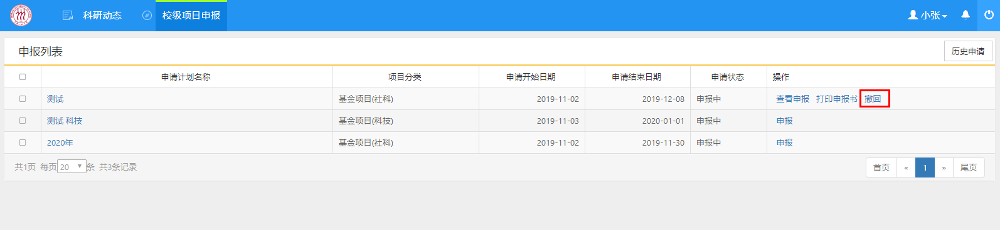 科研动态 校级项目申报 小张
申报列表 历史申请
申请计划名称 项目分类 申请开始日期 申请结束日期 申请状态 操作
测试 基金项目(社科) 2019-11-02 2019-12-08 申报中 查看申报 打印申报书 撤回
测试 科技 基金项目(科技) 2019-11-03 2020-01-01 申报中 申报
2020年 基金项目(社科) 2019-11-02 2019-11-30 申报中 申报
共1页 每页 20 条 共3条记录 首页 « 1 » 尾页